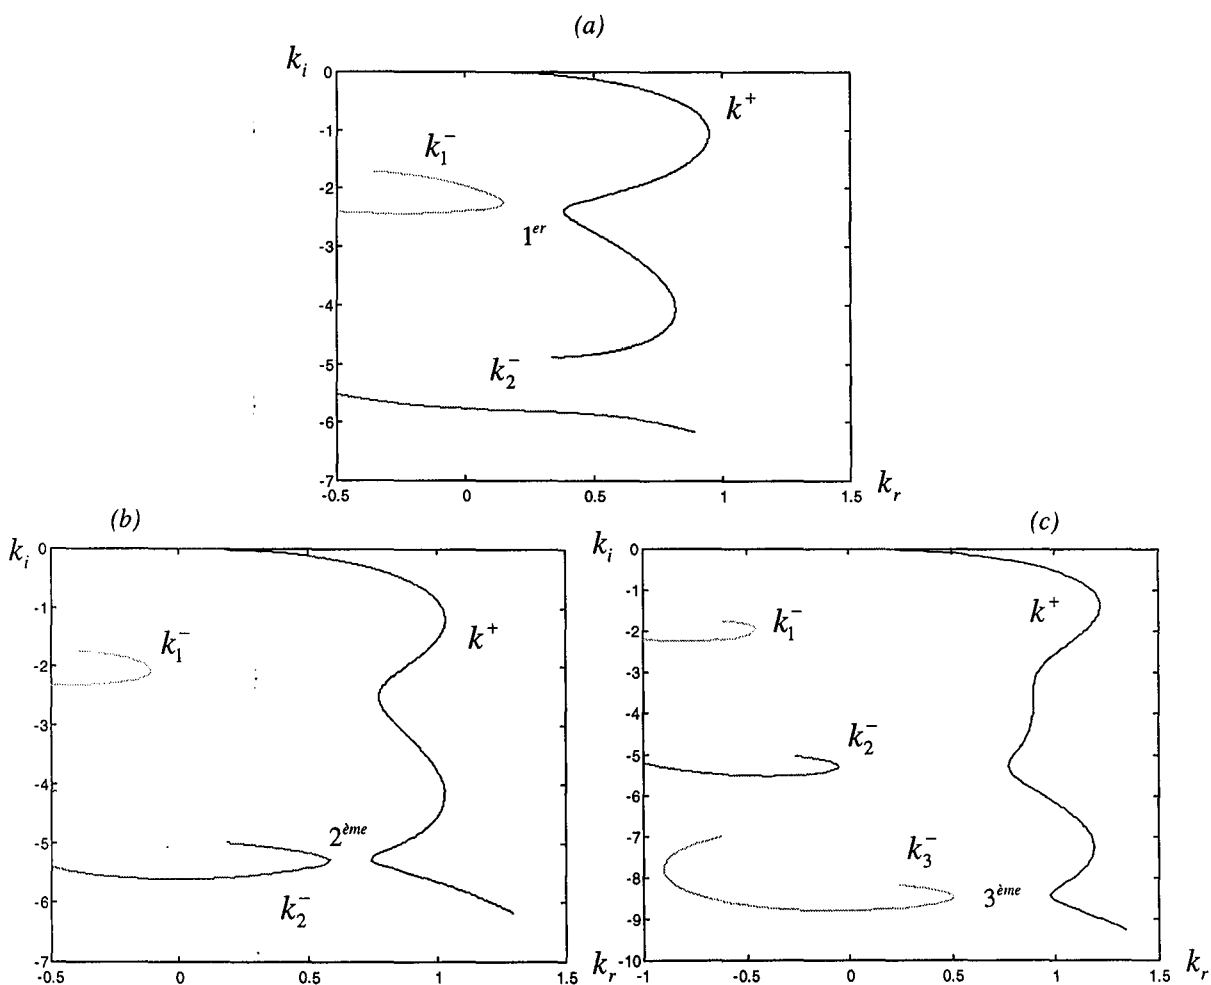 (a)
k_i
0
k^+
-1
k_1^-
-2
1^{er}
-3
-4
k_2^-
-5
-6
-7
-0.5 0 0.5 1 1.5 k_r
(b)
k_i
0
-1
k_1^-
k^+
-2
-3
-4
2^{ème}
-5
k_2^-
-6
-7
-0.5 0 0.5 1 1.5 k_r
(c)
k_i
0
-1
k_1^-
k^+
-2
-3
-4
k_2^-
-5
-6
-7
k_3^-
-8
3^{ème}
-9
-10
-1 -0.5 0 0.5 1 1.5 k_r